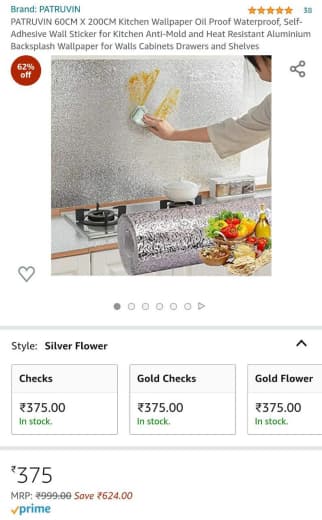 Brand: PATRUVIN
38
PATRUVIN 60CM X 200CM Kitchen Wallpaper Oil Proof Waterproof, Self-
Adhesive Wall Sticker for Kitchen Anti-Mold and Heat Resistant Aluminium
Backsplash Wallpaper for Walls Cabinets Drawers and Shelves
62%
off
Style: Silver Flower
Checks
₹375.00
In stock.
Gold Checks
₹375.00
In stock.
Gold Flower
₹375.00
In stock.
₹375
MRP: ₹999.00 Save ₹624.00
prime